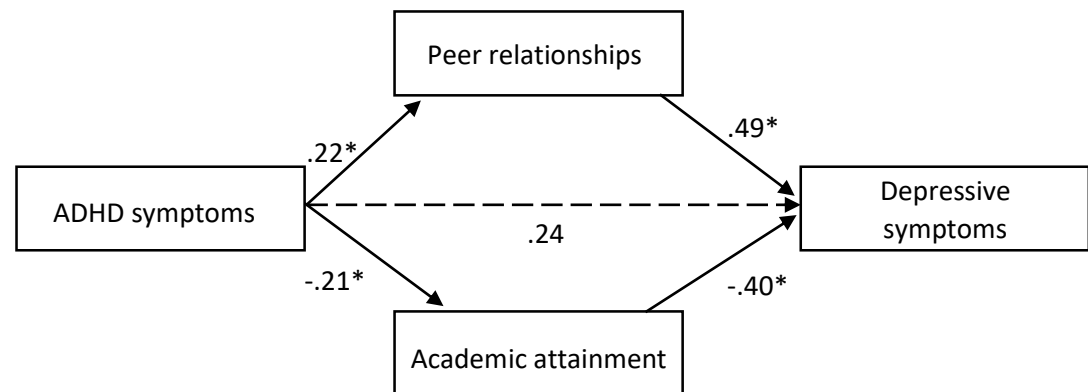 Peer relationships
.22*
.49*
ADHD symptoms
.24
Depressive
symptoms
-.21*
-.40*
Academic attainment